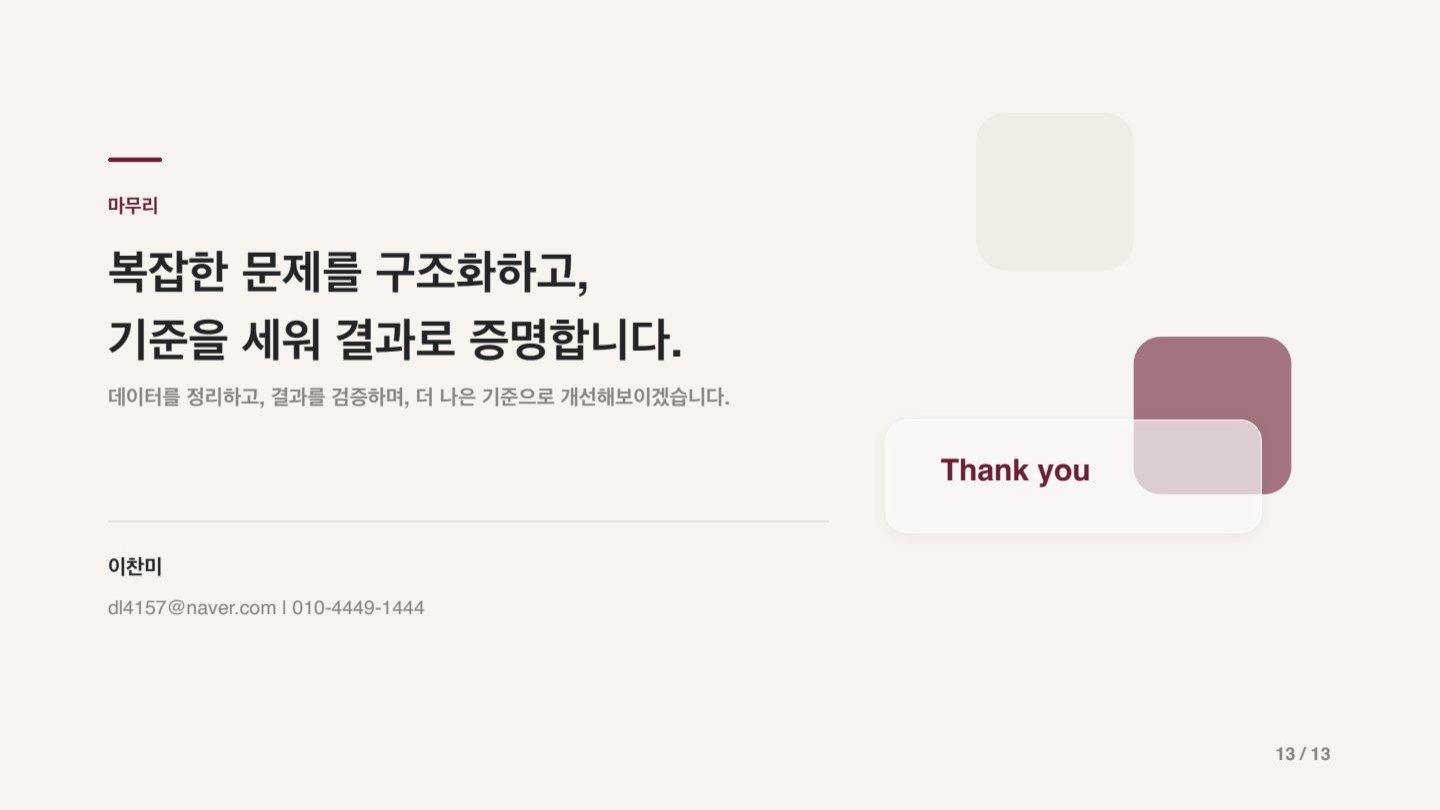 마무리
복잡한 문제를 구조화하고,
기준을 세워 결과로 증명합니다.
데이터를 정리하고, 결과를 검증하며, 더 나은 기준으로 개선해보이겠습니다.
Thank you
이찬미
dl4157@naver.com l 010-4449-1444
13 / 13